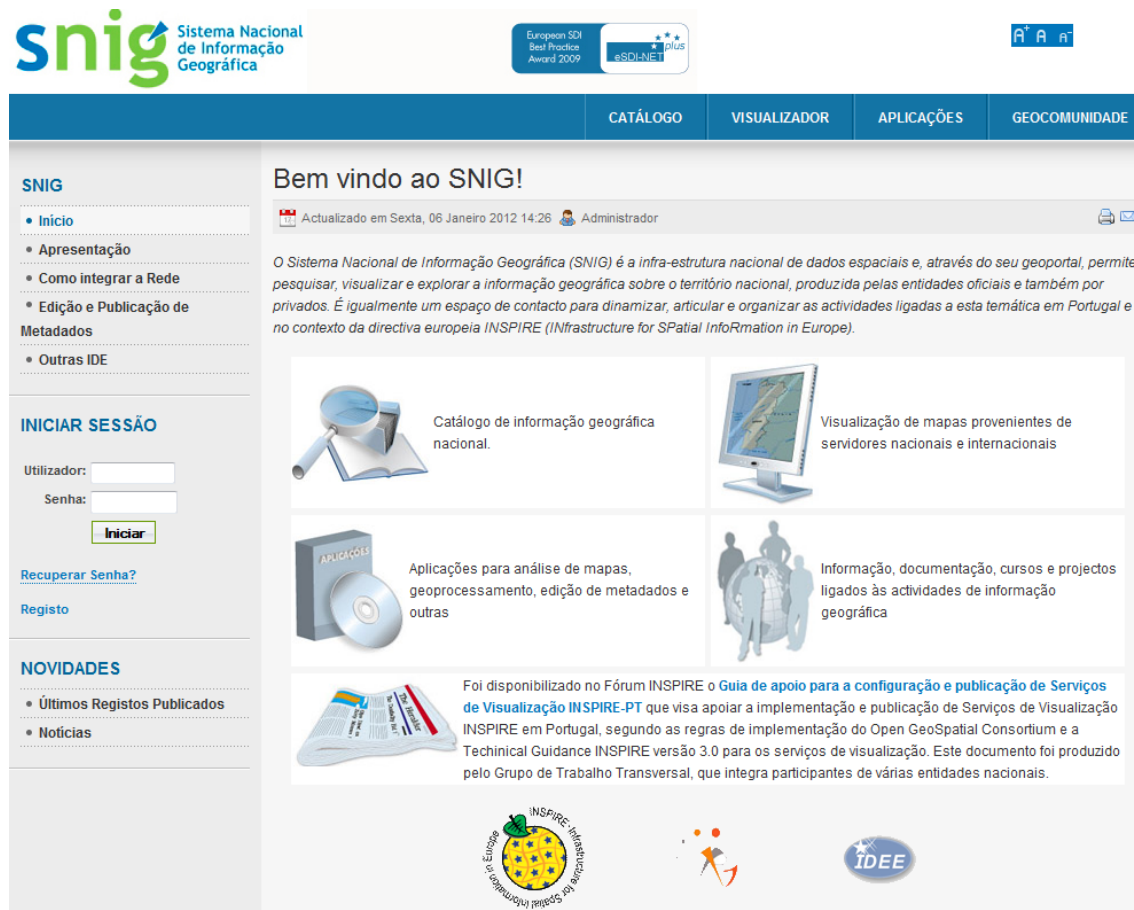 snig
Sistema Nacional
de Informação
Geográfica
European SDI
Best Practice
Award 2009
eSDI-NET plus
A+ A A-
CATÁLOGO VISUALIZADOR APLICAÇÕES GEOCOMUNIDADE
SNIG
Início
Apresentação
Como integrar a Rede
Edição e Publicação de
Metadados
Outras IDE
INICIAR SESSÃO
Utilizador:
Senha:
Iniciar
Recuperar Senha?
Registo
NOVIDADES
Últimos Registos Publicados
Notícias
Bem vindo ao SNIG!
Actualizado em Sexta, 06 Janeiro 2012 14:26 Administrador
O Sistema Nacional de Informação Geográfica (SNIG) é a infra-estrutura nacional de dados espaciais e, através do seu geoportal, permite
pesquisar, visualizar e explorar a informação geográfica sobre o território nacional, produzida pelas entidades oficiais e também por
privados. É igualmente um espaço de contacto para dinamizar, articular e organizar as actividades ligadas a esta temática em Portugal e
no contexto da directiva europeia INSPIRE (INfrastructure for SPatial InfoRmation in Europe).
Catálogo de informação geográfica
nacional.
Visualização de mapas provenientes de
servidores nacionais e internacionais
APLICAÇÕES
Aplicações para análise de mapas,
geoprocessamento, edição de metadados e
outras
Informação, documentação, cursos e projectos
ligados às actividades de informação
geográfica
Foi disponibilizado no Fórum INSPIRE o Guia de apoio para a configuração e publicação de Serviços
de Visualização INSPIRE-PT que visa apoiar a implementação e publicação de Serviços de Visualização
INSPIRE em Portugal, segundo as regras de implementação do Open GeoSpatial Consortium e a
Techinical Guidance INSPIRE versão 3.0 para os serviços de visualização. Este documento foi produzido
pelo Grupo de Trabalho Transversal, que integra participantes de várias entidades nacionais.
INSPIRE Infrastructure for Spatial Information in Europe
IDEE